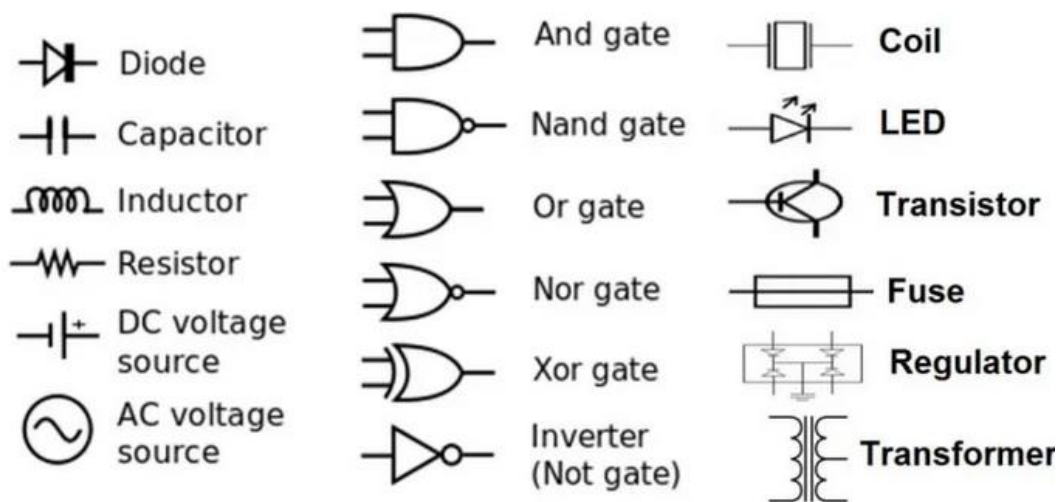 Diode
Capacitor
Inductor
Resistor
+
DC voltage
source
AC voltage
source
And gate
Nand gate
Or gate
Nor gate
Xor gate
Inverter
(Not gate)
Coil
LED
Transistor
Fuse
Regulator
Transformer